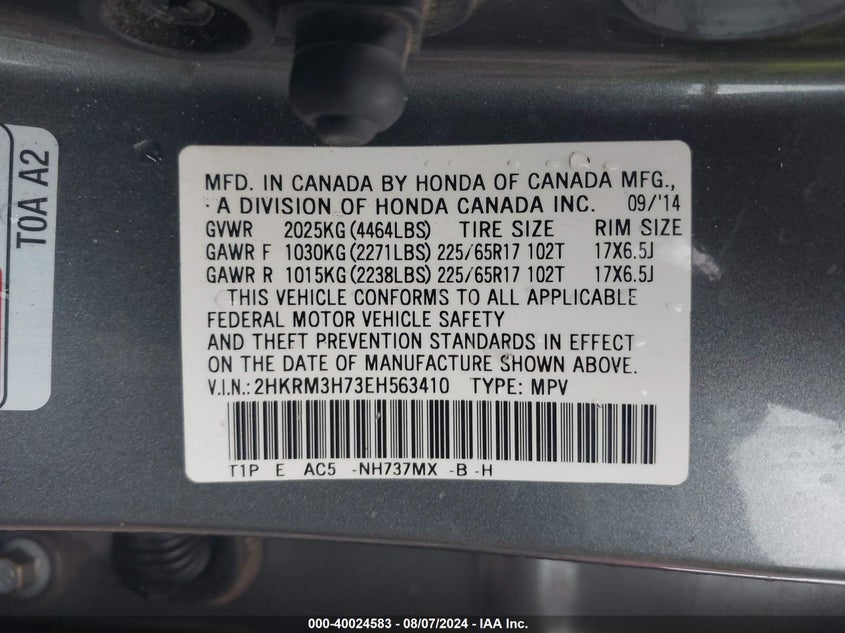 T0A A2
MFD. IN CANADA BY HONDA OF CANADA MFG.,
A DIVISION OF HONDA CANADA INC. 09/'14
GVWR 2025KG(4464LBS) TIRE SIZE RIM SIZE
GAWR F 1030KG(2271LBS) 225/65R17 102T 17X6.5J
GAWR R 1015KG(2238LBS) 225/65R17 102T 17X6.5J
THIS VEHICLE CONFORMS TO ALL APPLICABLE
FEDERAL MOTOR VEHICLE SAFETY
AND THEFT PREVENTION STANDARDS IN EFFECT
ON THE DATE OF MANUFACTURE SHOWN ABOVE.
V.I.N.: 2HKRM3H73EH563410 TYPE: MPV
T1P E AC5 -NH737MX -B -H
000-40024583 - 08/07/2024 - IAA Inc.